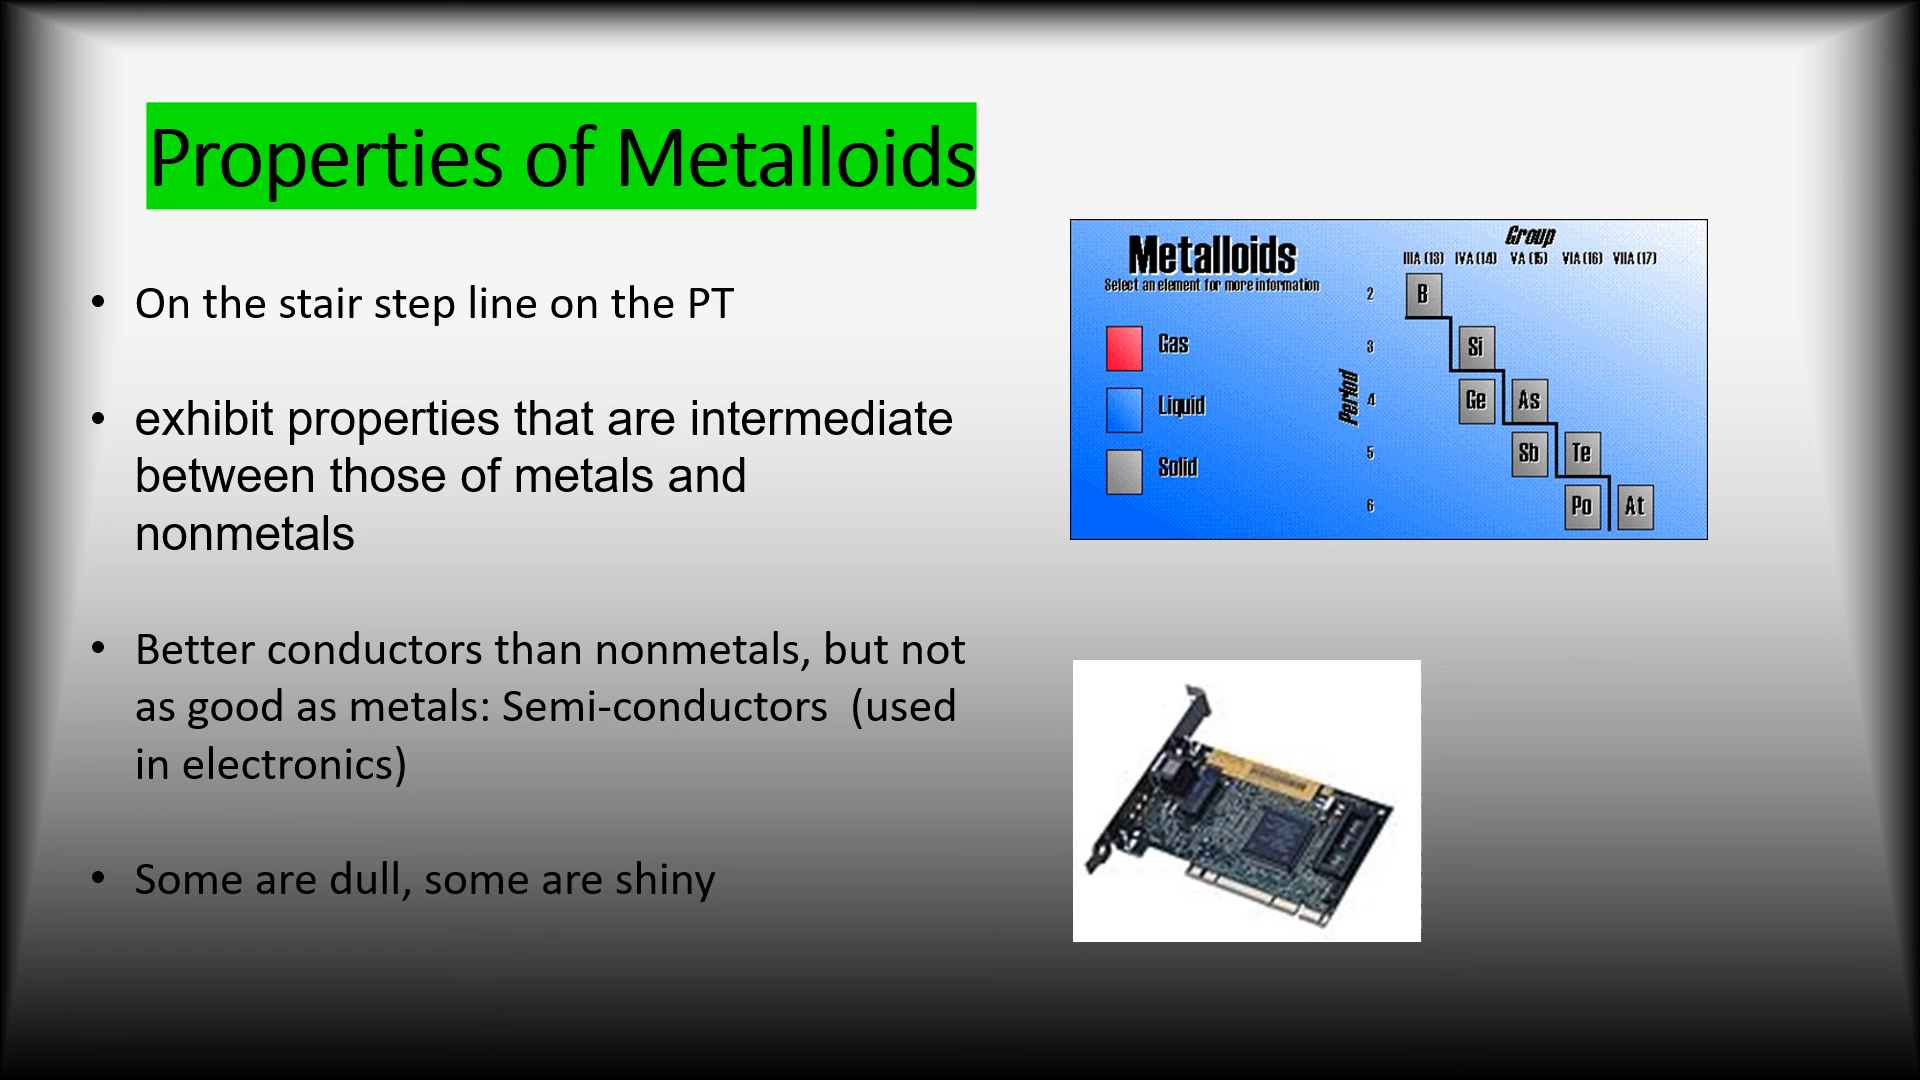 Properties of Metalloids
• On the stair step line on the PT
• exhibit properties that are intermediate
between those of metals and
nonmetals
• Better conductors than nonmetals, but not
as good as metals: Semi-conductors (used
in electronics)
• Some are dull, some are shiny
Metalloids
Select an element for more information
Gas
Liquid
Solid
Group
IIIA (13) IVA (14) VA (15) VIA (16) VIIA (17)
Period
2 B
3 Si
4 Ge As
5 Sb Te
6 Po At